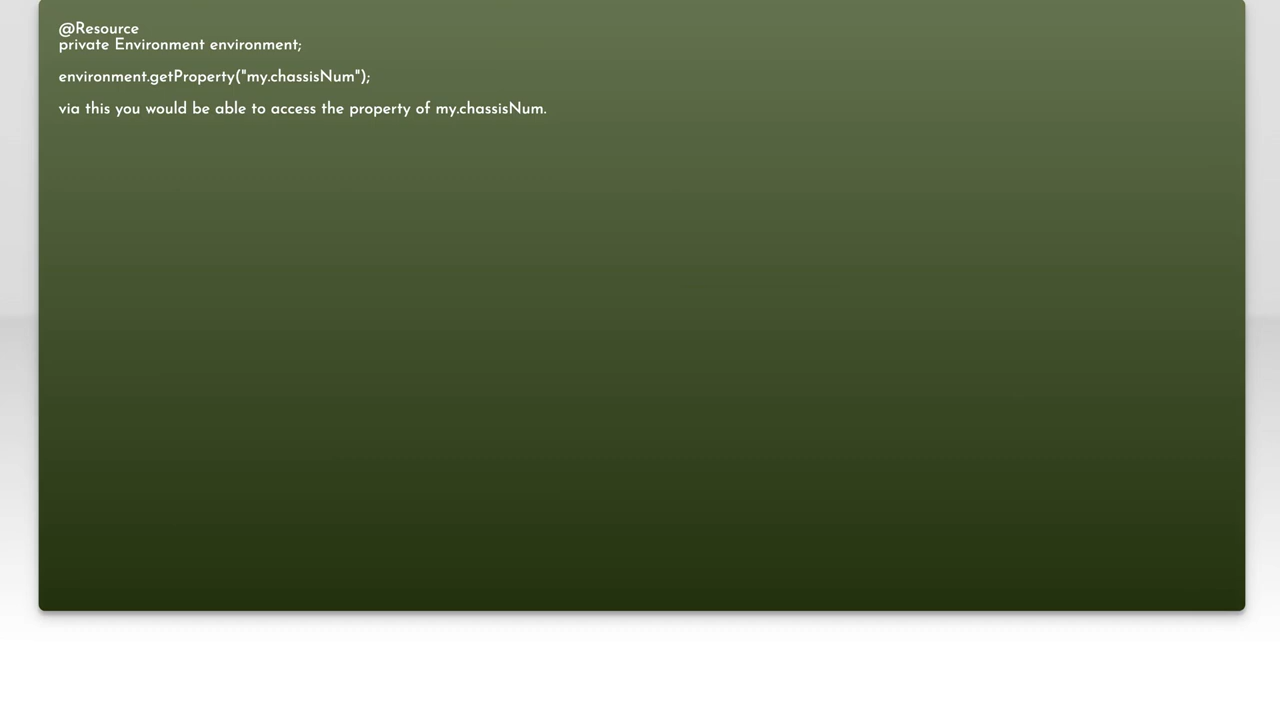 @Resource
private Environment environment;
environment.getProperty("my.chassisNum");
via this you would be able to access the property of my.chassisNum.